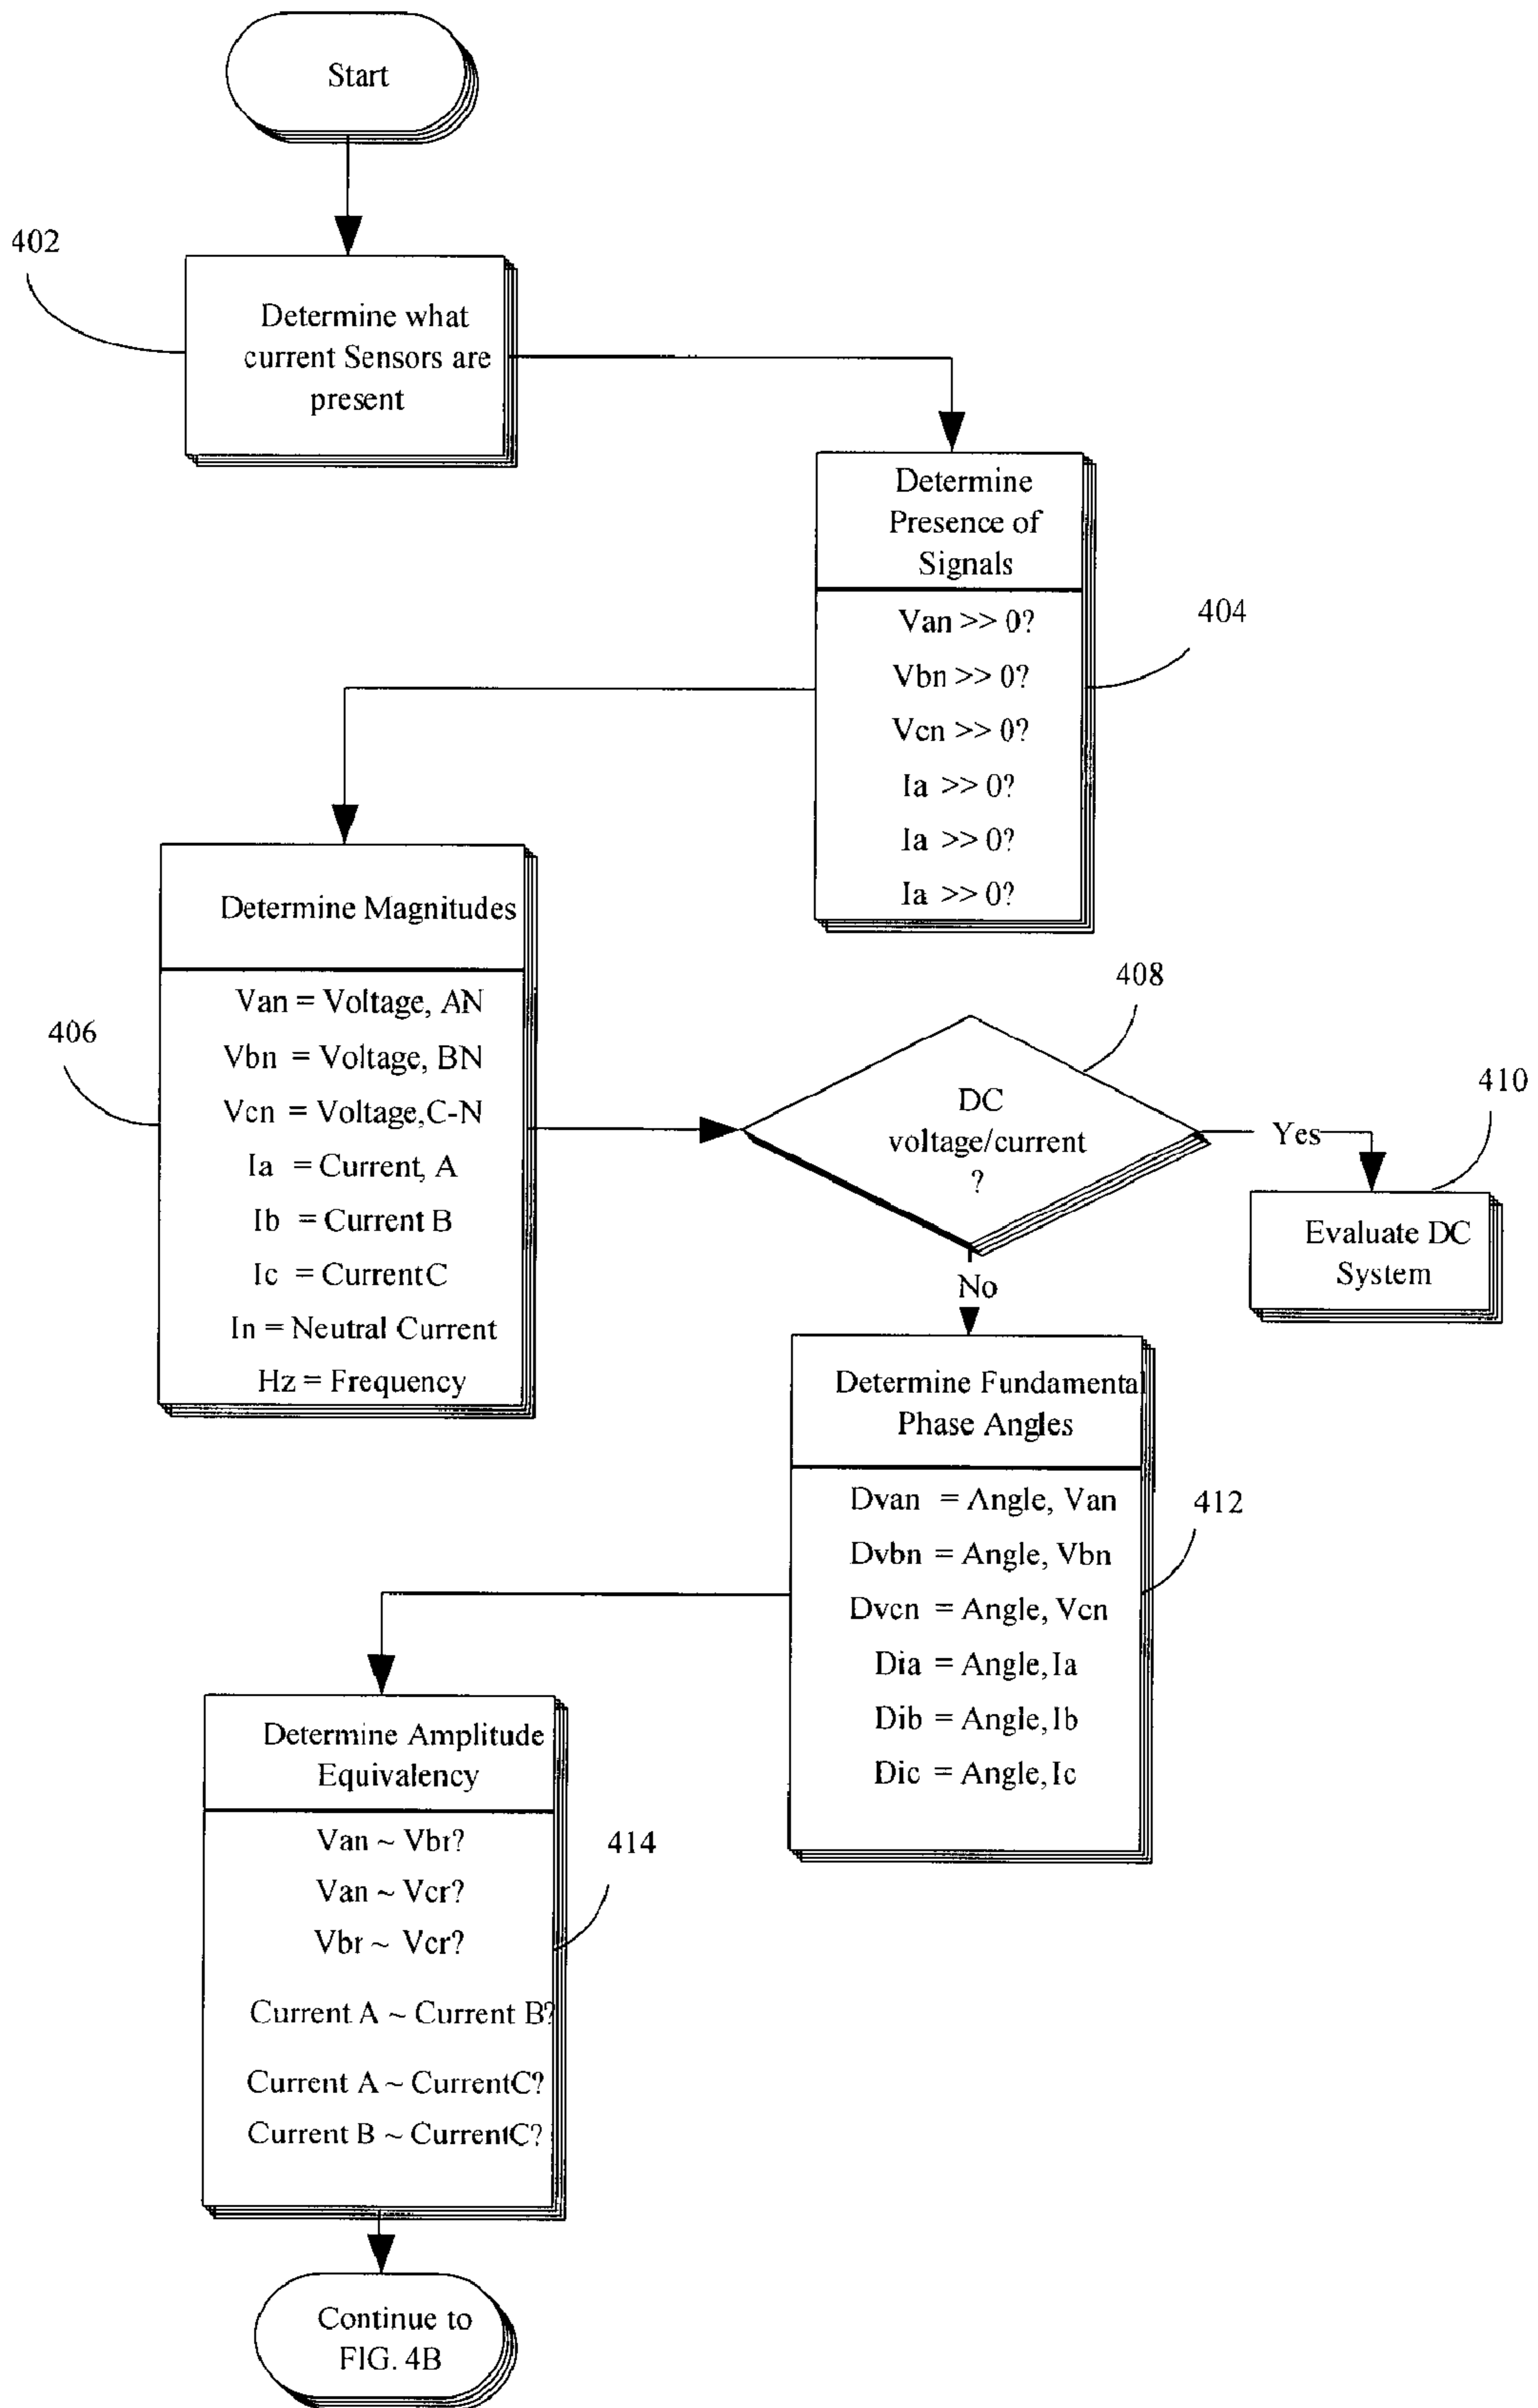 Start
402
Determine what
current Sensors are
present
Determine
Presence of
Signals
Van >> 0?
Vbn >> 0?
Vcn >> 0?
Ia >> 0?
Ia >> 0?
Ia >> 0?
404
Determine Magnitudes
Van = Voltage, AN
Vbn = Voltage, BN
Vcn = Voltage,C-N
Ia = Current, A
Ib = Current B
Ic = CurrentC
In = Neutral Current
Hz = Frequency
406
408
DC
voltage/current
?
Yes
410
Evaluate DC
System
No
Determine Fundamental
Phase Angles
Dvan = Angle, Van
Dvbn = Angle, Vbn
Dvcn = Angle, Vcn
Dia = Angle, Ia
Dib = Angle, Ib
Dic = Angle, Ic
412
Determine Amplitude
Equivalency
Van ~ Vbr?
Van ~ Vcr?
Vbr ~ Vcr?
Current A ~ Current B?
Current A ~ CurrentC?
Current B ~ CurrentC?
414
Continue to
FIG. 4B